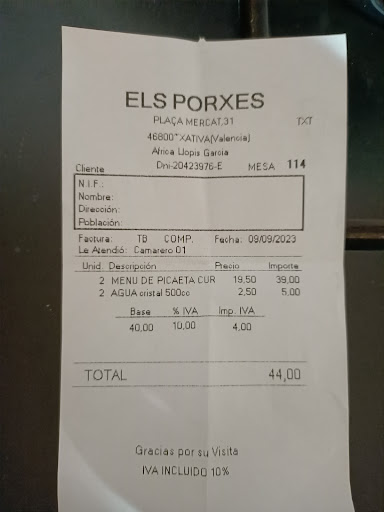 ELS PORXES
PLAÇA MERCAT,31 TXT
46800"XATIVA(Valencia)
Africa Llopis Garcia
Dni-20423976-E
Cliente MESA 114
N.I.F.:
Nombre:
Dirección:
Población:
Factura: TB COMP. Fecha: 09/09/2023
Le Atendió: Camarero 01
Unid. Descripción Precio Importe
2 MENU DE PICAETA CUR 19,50 39,00
2 AGUA cristal 500cc 2,50 5,00
Base % IVA Imp. IVA
40,00 10,00 4,00
TOTAL 44,00
Gracias por su Visita
IVA INCLUIDO 10%